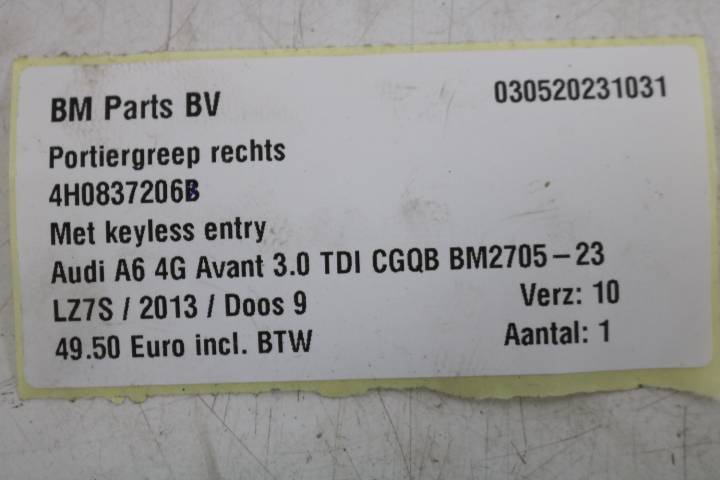 BM Parts BV 030520231031
Portiergreep rechts
4H0837206B
Met keyless entry
Audi A6 4G Avant 3.0 TDI CGQB BM2705-23
LZ7S / 2013 / Doos 9 Verz: 10
49.50 Euro incl. BTW Aantal: 1